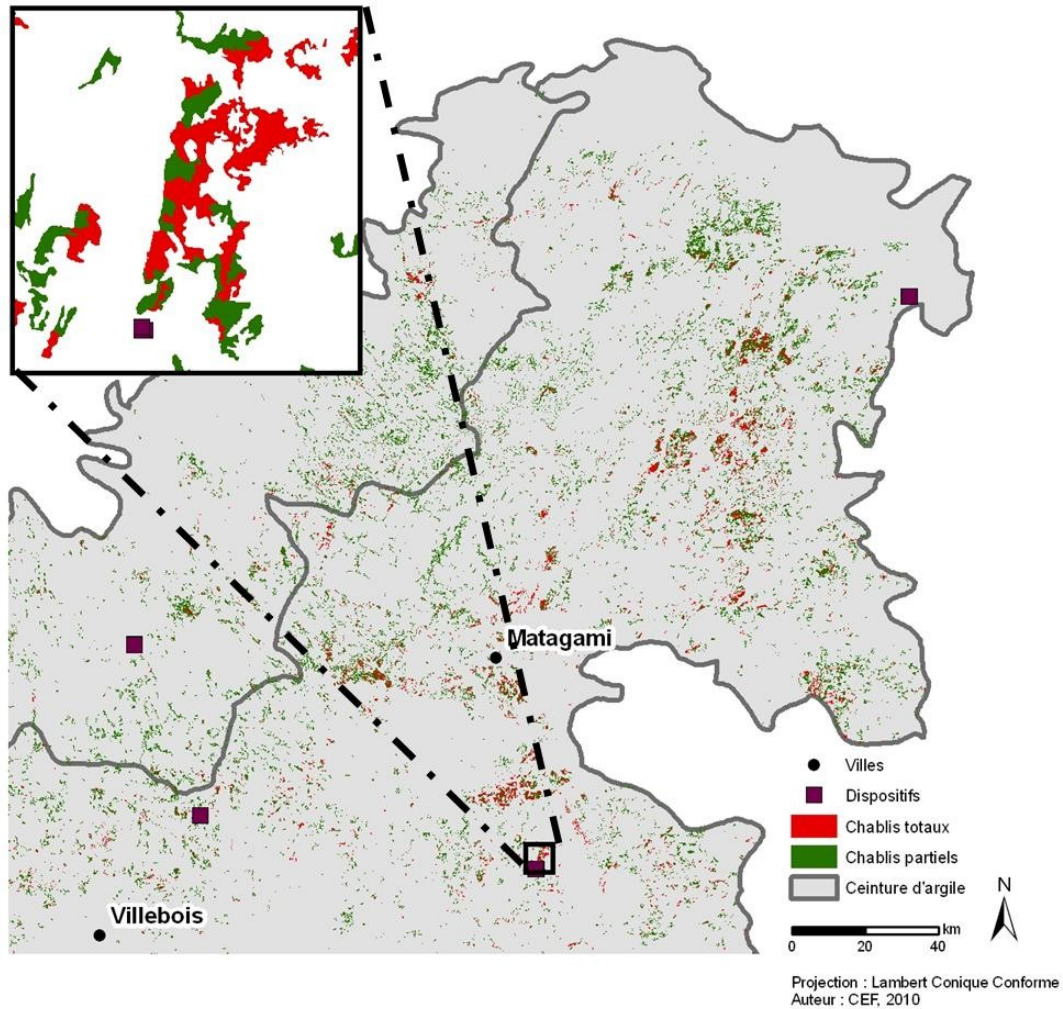 Matagami
Villebois
Villes
Dispositifs
Chablis totaux
Chablis partiels
Ceinture d'argile
N
km
0 20 40
Projection : Lambert Conique Conforme
Auteur : CEF, 2010